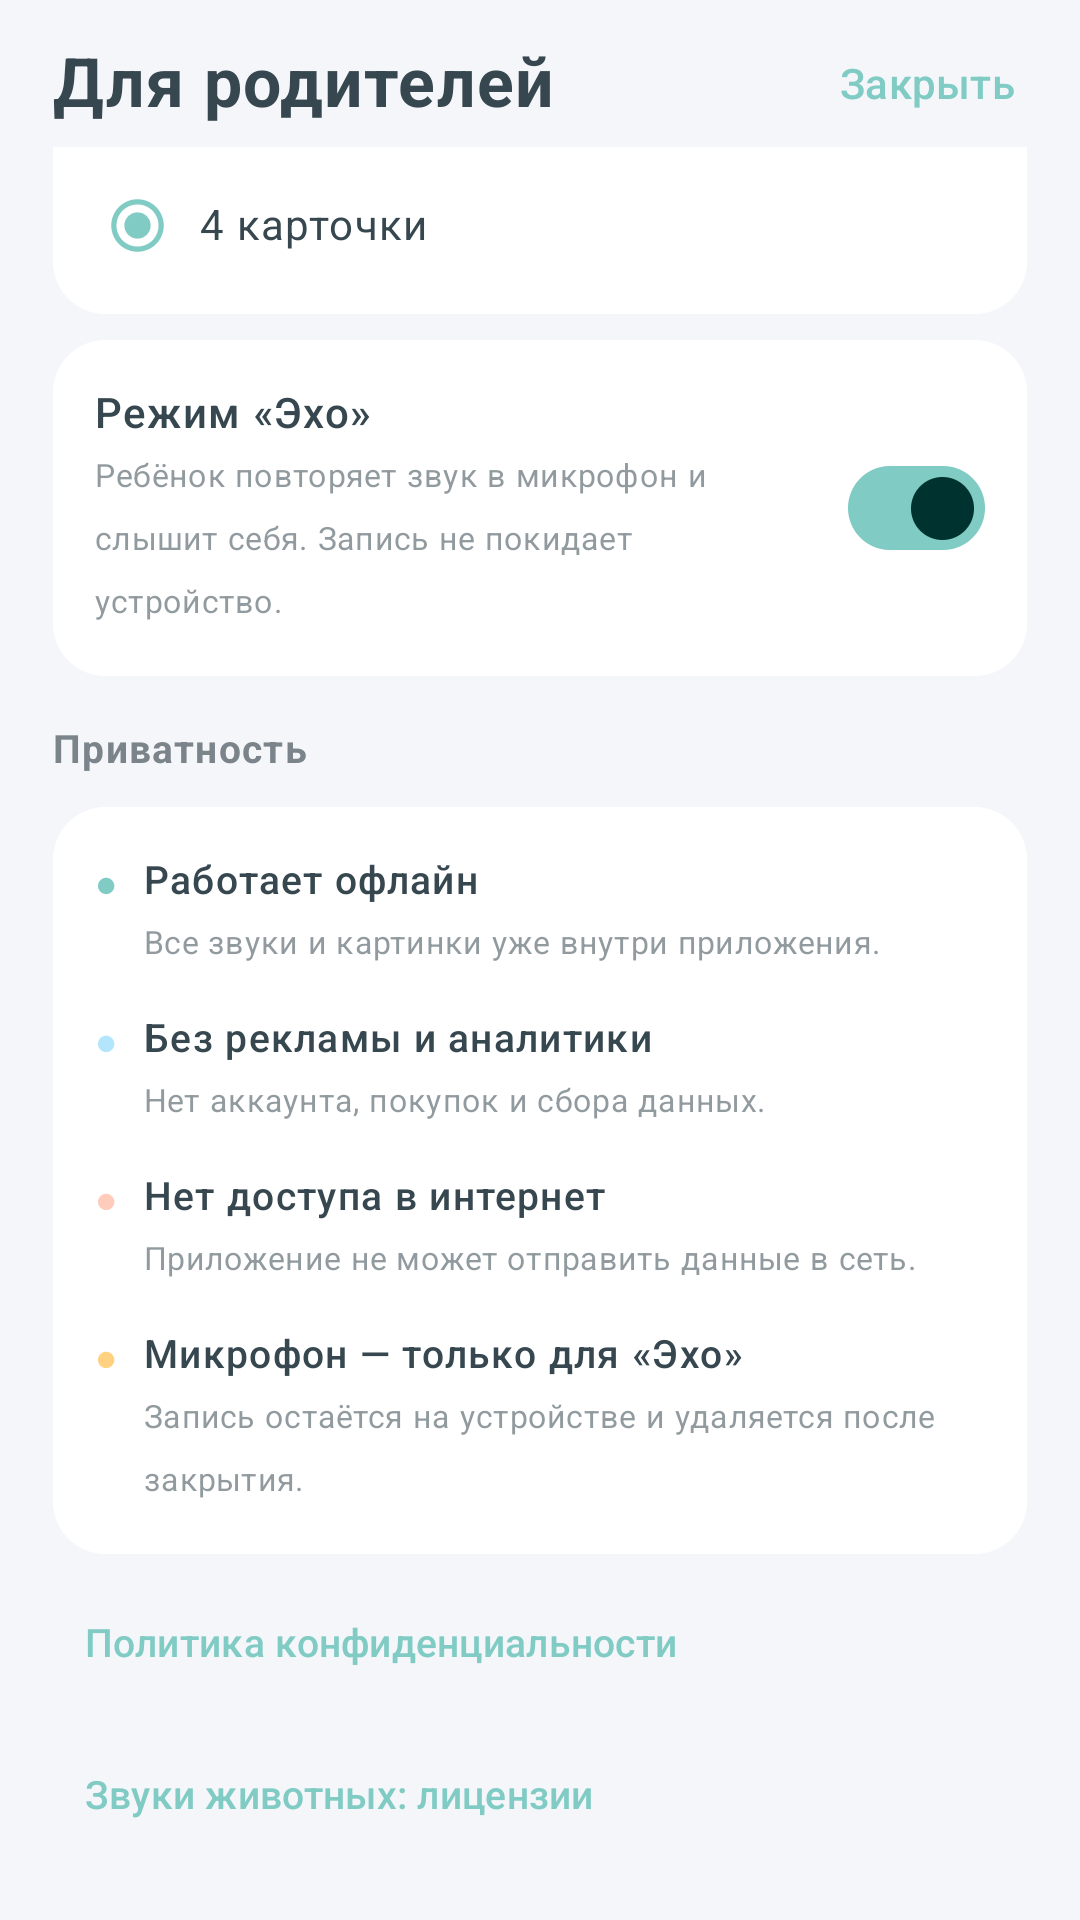 Для родителей
Закрыть
4 карточки
Режим «Эхо»
Ребёнок повторяет звук в микрофон и
слышит себя. Запись не покидает
устройство.
Приватность
Работает офлайн
Все звуки и картинки уже внутри приложения.
Без рекламы и аналитики
Нет аккаунта, покупок и сбора данных.
Нет доступа в интернет
Приложение не может отправить данные в сеть.
Микрофон — только для «Эхо»
Запись остаётся на устройстве и удаляется после
закрытия.
Политика конфиденциальности
Звуки животных: лицензии